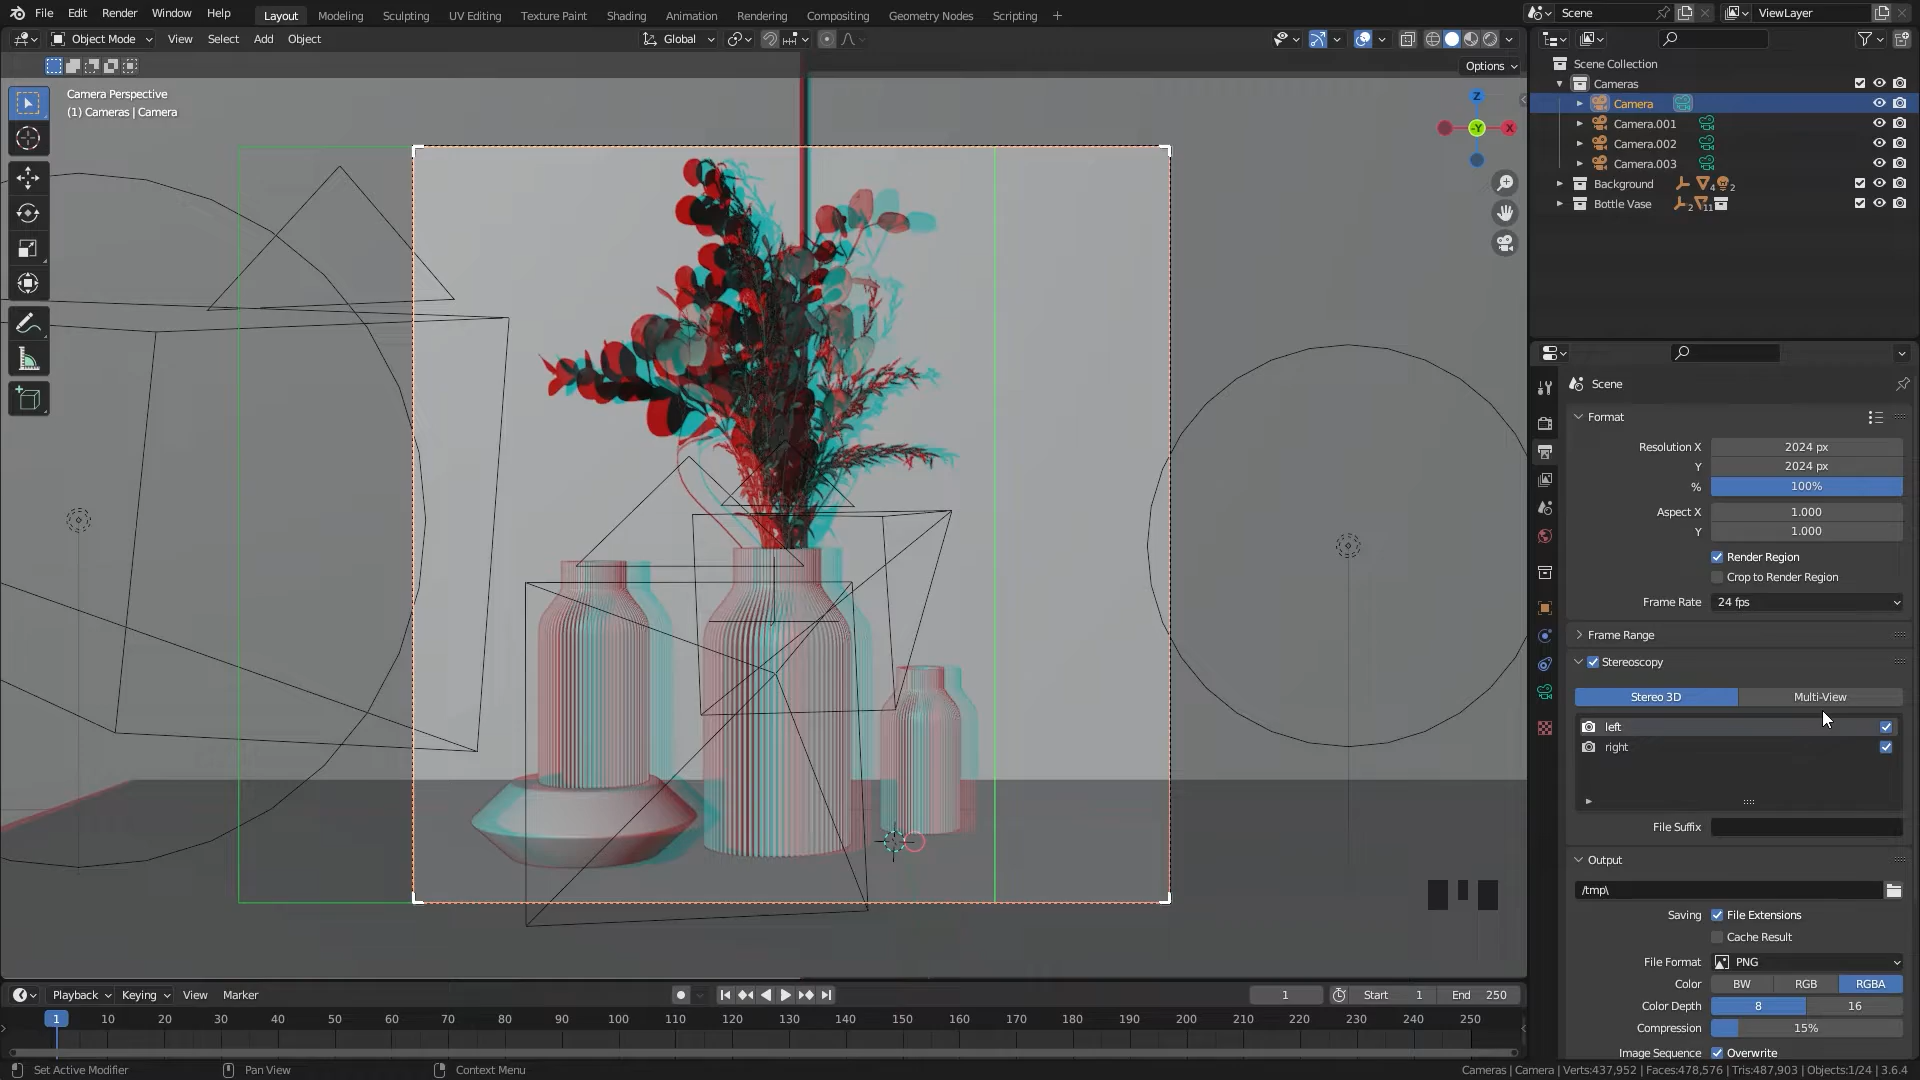 File Edit Render Window Help Layout Modeling Sculpting UV Editing Texture Paint Shading Animation Rendering Compositing Geometry Nodes Scripting + Scene ViewLayer
Object Mode View Select Add Object Global
Options
Camera Perspective
(1) Cameras | Camera
Z
-Y X
Scene Collection
Cameras
Camera
Camera.001
Camera.002
Camera.003
Background 4 2
Bottle Vase 2 11
Scene
Format
Resolution X 2024 px
Y 2024 px
% 100%
Aspect X 1.000
Y 1.000
Render Region
Crop to Render Region
Frame Rate 24 fps
Frame Range
Stereoscopy
Stereo 3D Multi-View
left
right
File Suffix
Output
/tmp\
Saving File Extensions
Cache Result
File Format PNG
Color BW RGB RGBA
Color Depth 8 16
Compression 15%
Image Sequence Overwrite
Playback Keying View Marker 1 Start 1 End 250
1 10 20 30 40 50 60 70 80 90 100 110 120 130 140 150 160 170 180 190 200 210 220 230 240 250
Set Active Modifier Pan View Context Menu Cameras | Camera | Verts:437,952 | Faces:478,576 | Tris:487,903 | Objects:1/24 | 3.6.4